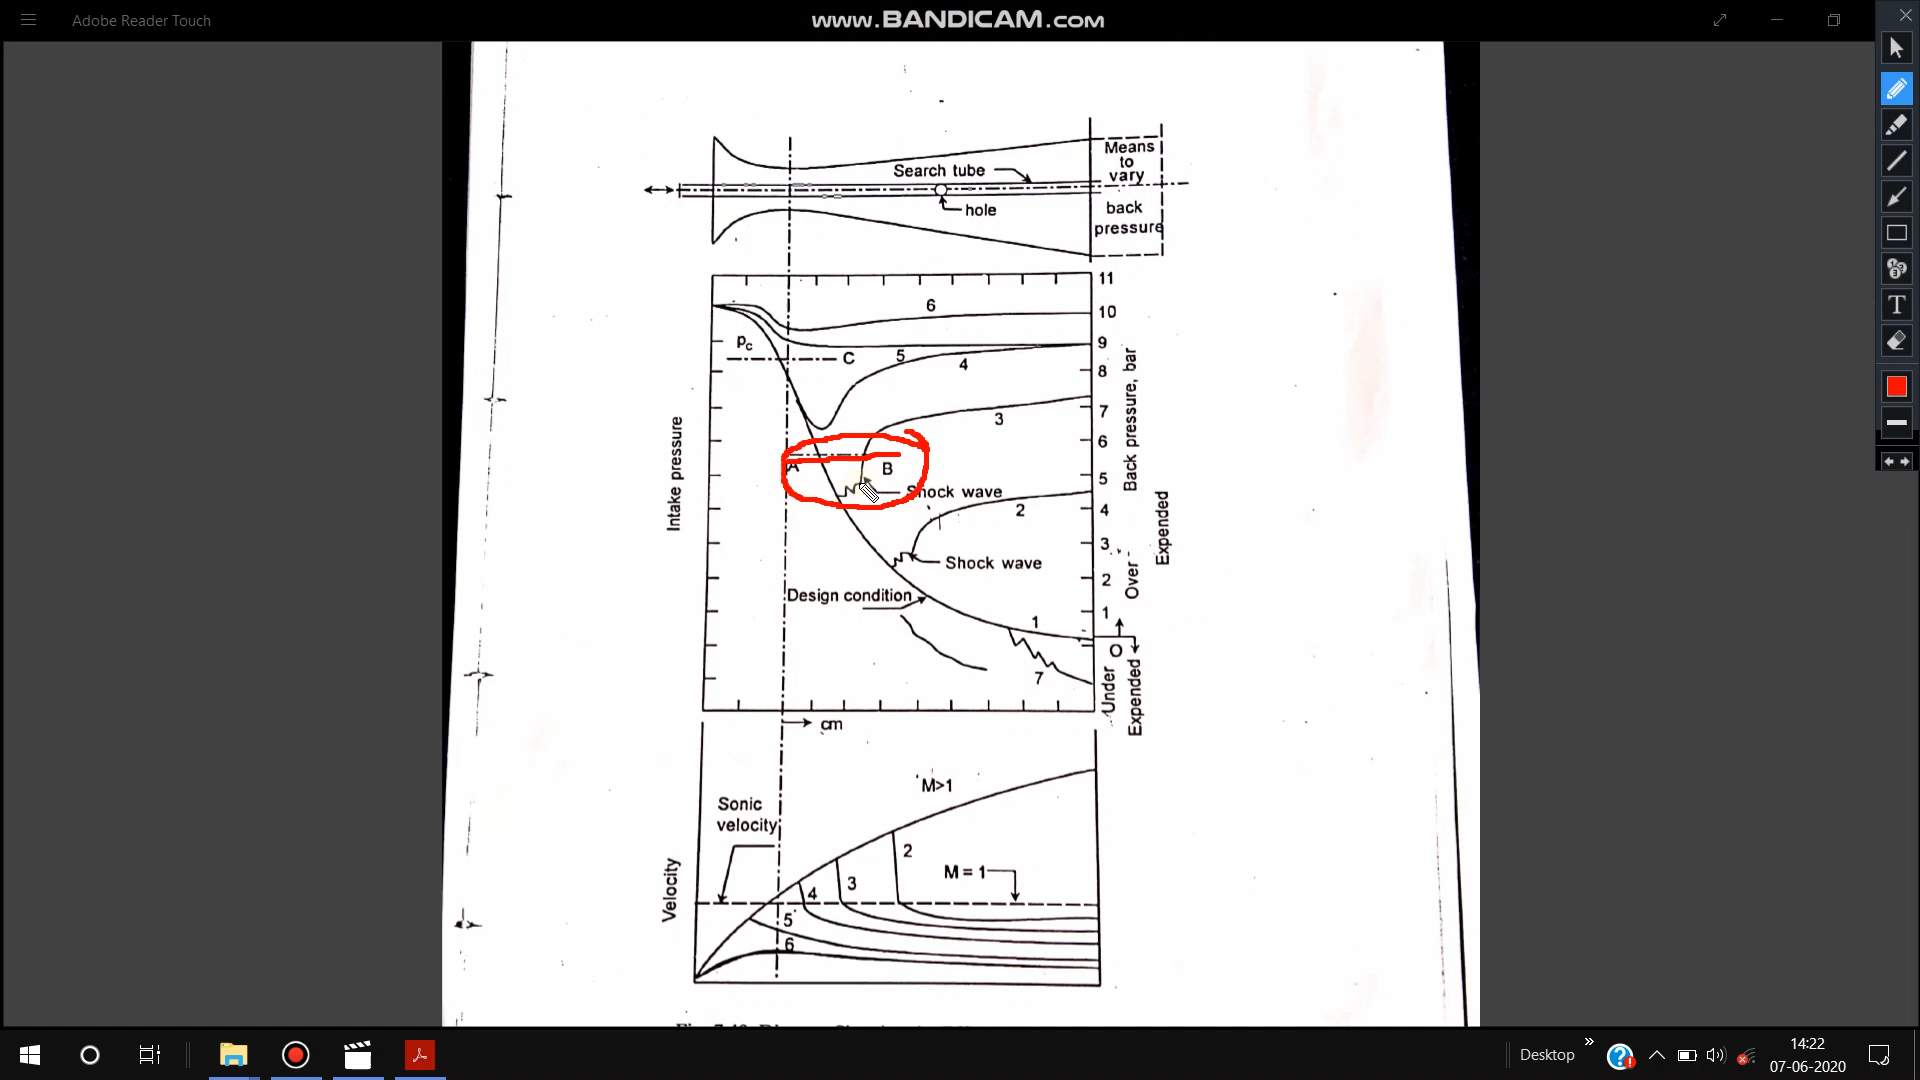 Adobe Reader Touch
www.BANDICAM.com
Means
to
vary
back
pressure
Search tube
hole
11
10
9
8
7
6
5
4
3
2
1
O
6
Pc
C
5
4
3
A
B
Shock wave
2
Shock wave
Design condition
1
7
Intake pressure
Back pressure, bar
Over
Expended
Under
Expended
cm
M>1
Sonic
velocity
2
M = 1
3
4
5
6
Velocity
T
Desktop
14:22
07-06-2020